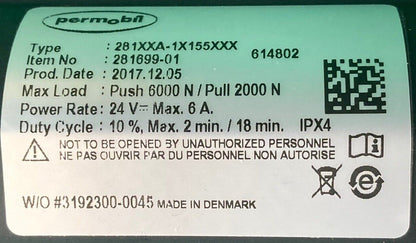 permobil
Type : 281XXA-1X155XXX
Item No : 281699-01 614802
Prod. Date : 2017.12.05
Max Load : Push 6000 N / Pull 2000 N
Power Rate : 24 V⎓ Max. 6 A.
Duty Cycle : 10 %, Max. 2 min. / 18 min. IPX4
NOT TO BE OPENED BY UNAUTHORIZED PERSONNEL
NE PAS OUVRIR PAR DU PERSONNEL NON AUTORISÉ
W/O #3192300-0045 MADE IN DENMARK